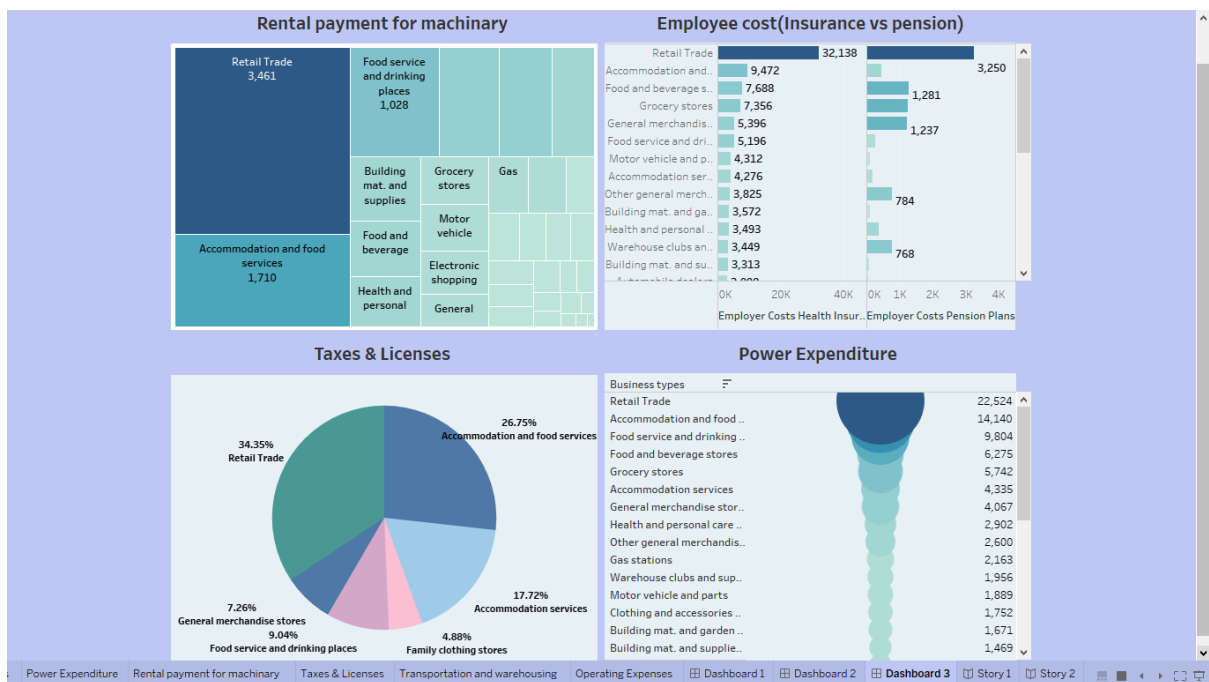 Rental payment for machinary
Retail Trade
3,461
Food service
and drinking
places
1,028
Building
mat. and
supplies
Grocery
stores
Gas
Motor
vehicle
Food and
beverage
Accommodation and food
services
1,710
Electronic
shopping
Health and
personal
General
Employee cost(Insurance vs pension)
Retail Trade 32,138 3,250
Accommodation and.. 9,472
Food and beverage s.. 7,688 1,281
Grocery stores 7,356
General merchandis.. 5,396 1,237
Food service and dri.. 5,196
Motor vehicle and p.. 4,312
Accommodation ser.. 4,276
Other general merch.. 3,825 784
Building mat. and ga.. 3,572
Health and personal .. 3,493
Warehouse clubs an.. 3,449 768
Building mat. and su.. 3,313
0K 20K 40K 0K 1K 2K 3K 4K
Employer Costs Health Insur.. Employer Costs Pension Plans
Taxes & Licenses
26.75%
Accommodation and food services
34.35%
Retail Trade
17.72%
Accommodation services
7.26%
General merchandise stores
9.04%
Food service and drinking places
4.88%
Family clothing stores
Power Expenditure
Business types
Retail Trade 22,524
Accommodation and food .. 14,140
Food service and drinking .. 9,804
Food and beverage stores 6,275
Grocery stores 5,742
Accommodation services 4,335
General merchandise stor.. 4,067
Health and personal care .. 2,902
Other general merchandis.. 2,600
Gas stations 2,163
Warehouse clubs and sup.. 1,956
Motor vehicle and parts 1,889
Clothing and accessories .. 1,752
Building mat. and garden .. 1,671
Building mat. and supplie.. 1,469
Power Expenditure Rental payment for machinary Taxes & Licenses Transportation and warehousing Operating Expenses Dashboard 1 Dashboard 2 Dashboard 3 Story 1 Story 2